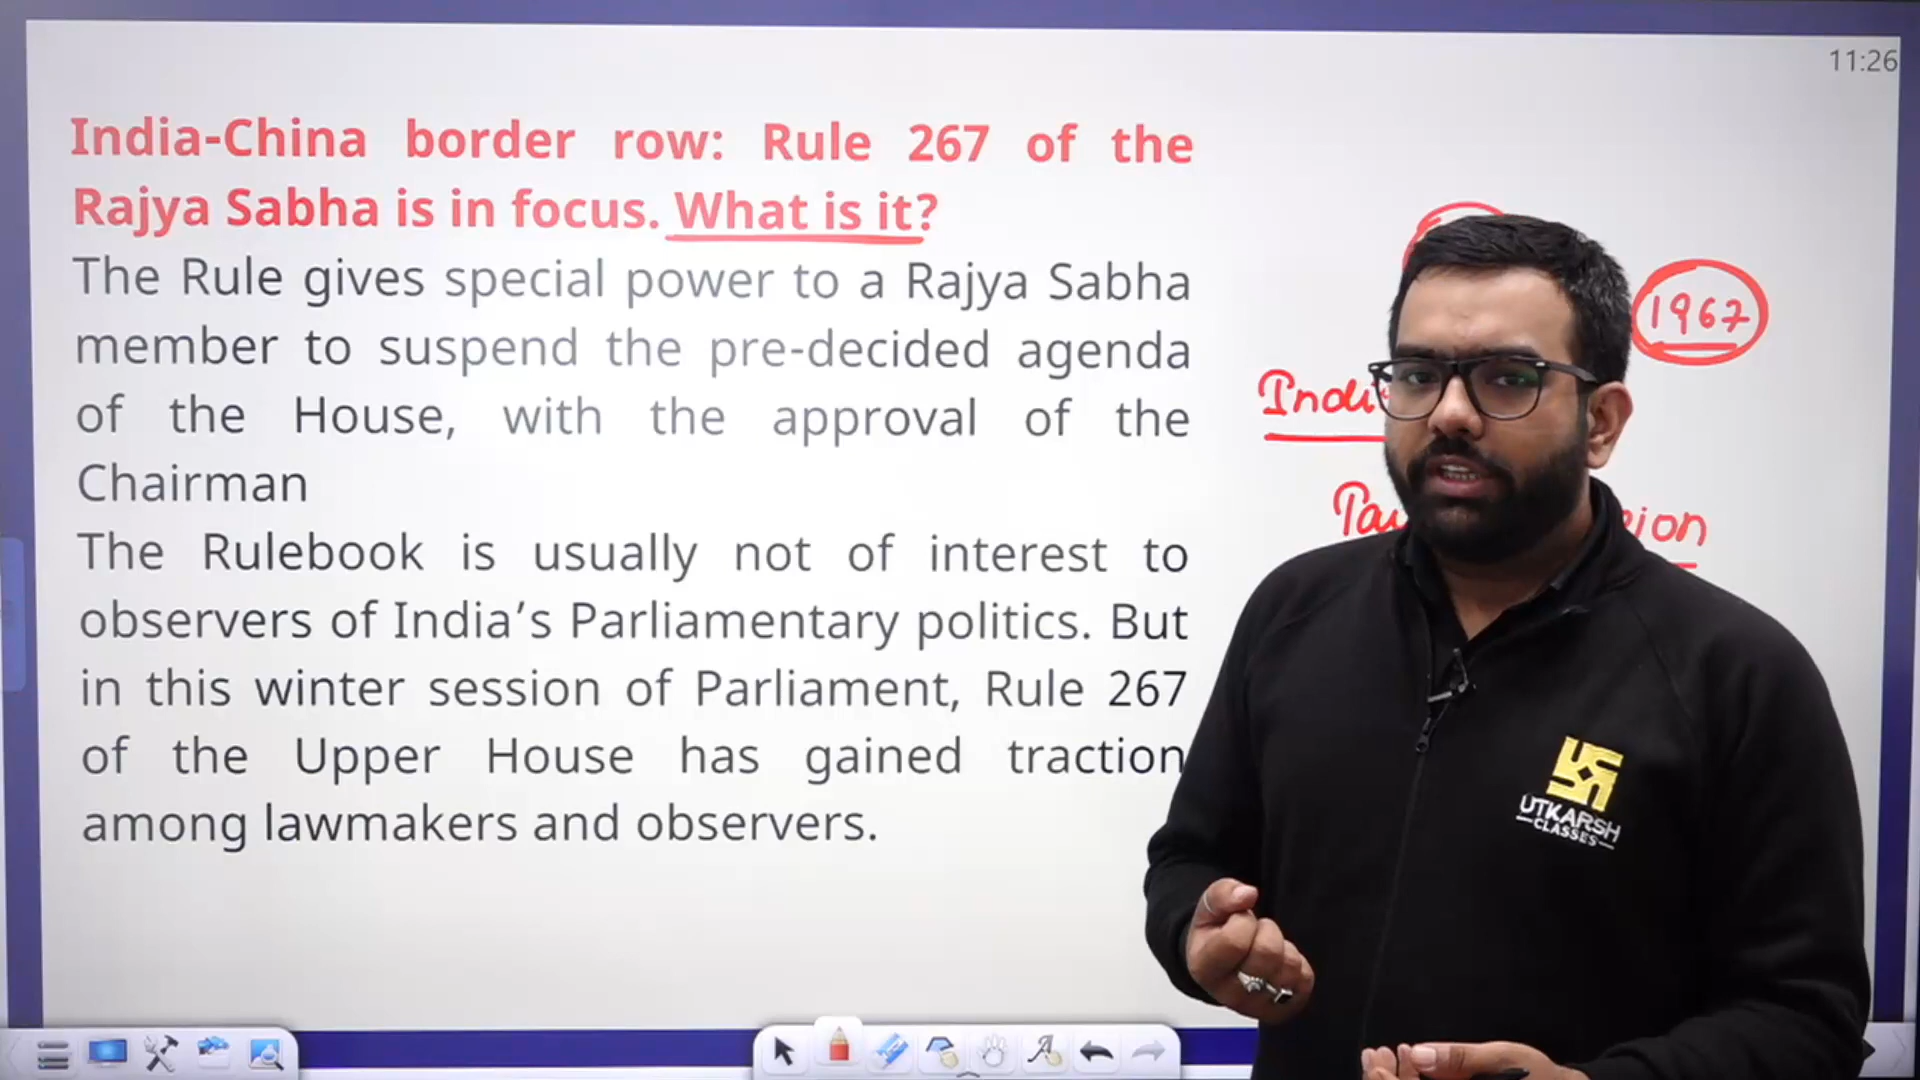 11:26
India-China border row: Rule 267 of the
Rajya Sabha is in focus. What is it?
The Rule gives special power to a Rajya Sabha
member to suspend the pre-decided agenda
of the House, with the approval of the
Chairman
The Rulebook is usually not of interest to
observers of India’s Parliamentary politics. But
in this winter session of Parliament, Rule 267
of the Upper House has gained traction
among lawmakers and observers.
1967
UTKARSH
CLASSES